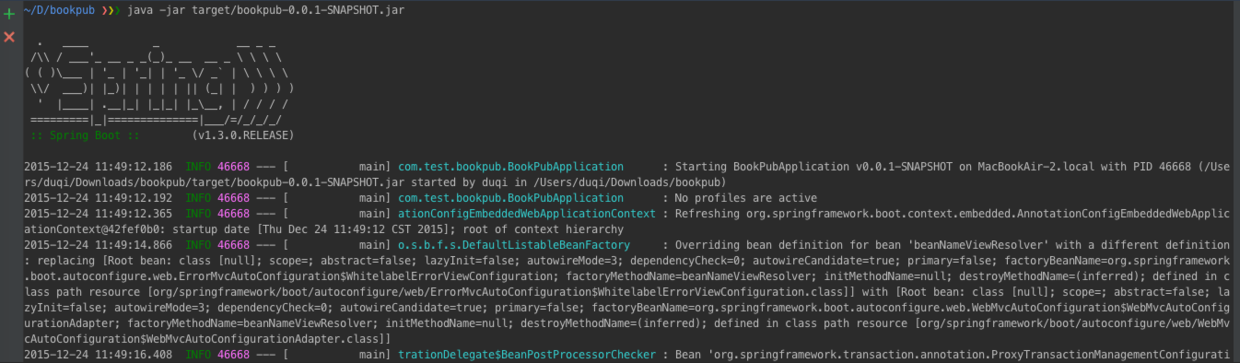 ~/D/bookpub ❯❯❯ java -jar target/bookpub-0.0.1-SNAPSHOT.jar
  .   ____          _            __ _ _
 /\\ / ___'_ __ _ _(_)_ __  __ _ \ \ \ \
( ( )\___ | '_ | '_| | '_ \/ _` | \ \ \ \
 \\/  ___)| |_)| | | | | || (_| |  ) ) ) )
  '  |____| .__|_| |_|_| |_\__, | / / / /
 =========|_|==============|___/=/_/_/_/
 :: Spring Boot ::        (v1.3.0.RELEASE)
2015-12-24 11:49:12.186  INFO 46668 --- [           main] com.test.bookpub.BookPubApplication      : Starting BookPubApplication v0.0.1-SNAPSHOT on MacBookAir-2.local with PID 46668 (/Use
rs/duqi/Downloads/bookpub/target/bookpub-0.0.1-SNAPSHOT.jar started by duqi in /Users/duqi/Downloads/bookpub)
2015-12-24 11:49:12.192  INFO 46668 --- [           main] com.test.bookpub.BookPubApplication      : No profiles are active
2015-12-24 11:49:12.365  INFO 46668 --- [           main] ationConfigEmbeddedWebApplicationContext : Refreshing org.springframework.boot.context.embedded.AnnotationConfigEmbeddedWebApplic
ationContext@42fef0b0: startup date [Thu Dec 24 11:49:12 CST 2015]; root of context hierarchy
2015-12-24 11:49:14.866  INFO 46668 --- [           main] o.s.b.f.s.DefaultListableBeanFactory     : Overriding bean definition for bean 'beanNameViewResolver' with a different definition
: replacing [Root bean: class [null]; scope=; abstract=false; lazyInit=false; autowireMode=3; dependencyCheck=0; autowireCandidate=true; primary=false; factoryBeanName=org.springframework
.boot.autoconfigure.web.ErrorMvcAutoConfiguration$WhitelabelErrorViewConfiguration; factoryMethodName=beanNameViewResolver; initMethodName=null; destroyMethodName=(inferred); defined in c
lass path resource [org/springframework/boot/autoconfigure/web/ErrorMvcAutoConfiguration$WhitelabelErrorViewConfiguration.class]] with [Root bean: class [null]; scope=; abstract=false; la
zyInit=false; autowireMode=3; dependencyCheck=0; autowireCandidate=true; primary=false; factoryBeanName=org.springframework.boot.autoconfigure.web.WebMvcAutoConfiguration$WebMvcAutoConfig
urationAdapter; factoryMethodName=beanNameViewResolver; initMethodName=null; destroyMethodName=(inferred); defined in class path resource [org/springframework/boot/autoconfigure/web/WebMv
cAutoConfiguration$WebMvcAutoConfigurationAdapter.class]]
2015-12-24 11:49:16.408  INFO 46668 --- [           main] trationDelegate$BeanPostProcessorChecker : Bean 'org.springframework.transaction.annotation.ProxyTransactionManagementConfigurati